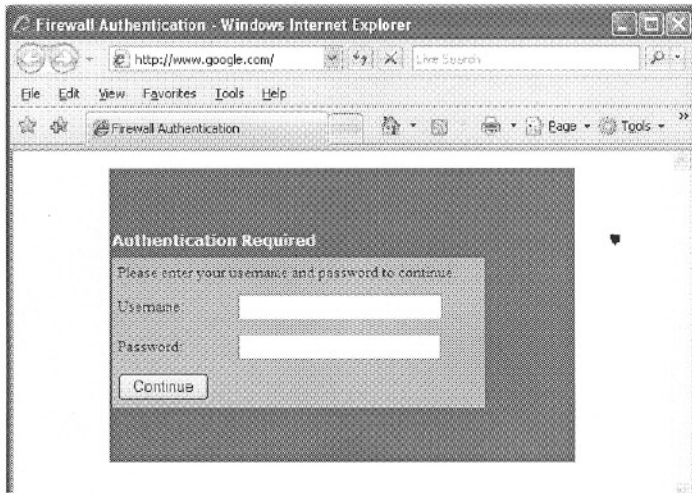 Firewall Authentication - Windows Internet Explorer
http://www.google.com/
Live Search
File Edit View Favorites Tools Help
Firewall Authentication
Page
Tools
»
Authentication Required
Please enter your username and password to continue.
Username:
Password:
Continue